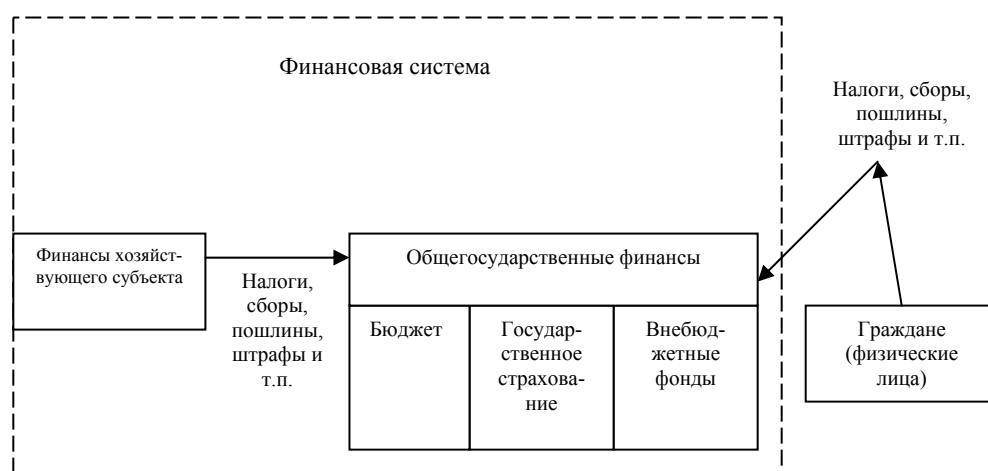 Финансовая система
Налоги, сборы,
пошлины,
штрафы и т.п.
Финансы хозяйст-
вующего субъекта
Налоги,
сборы,
пошлины,
штрафы и
т.п.
Общегосударственные финансы
Бюджет
Государ-
ственное
страхова-
ние
Внебюд-
жетные
фонды
Граждане
(физические
лица)